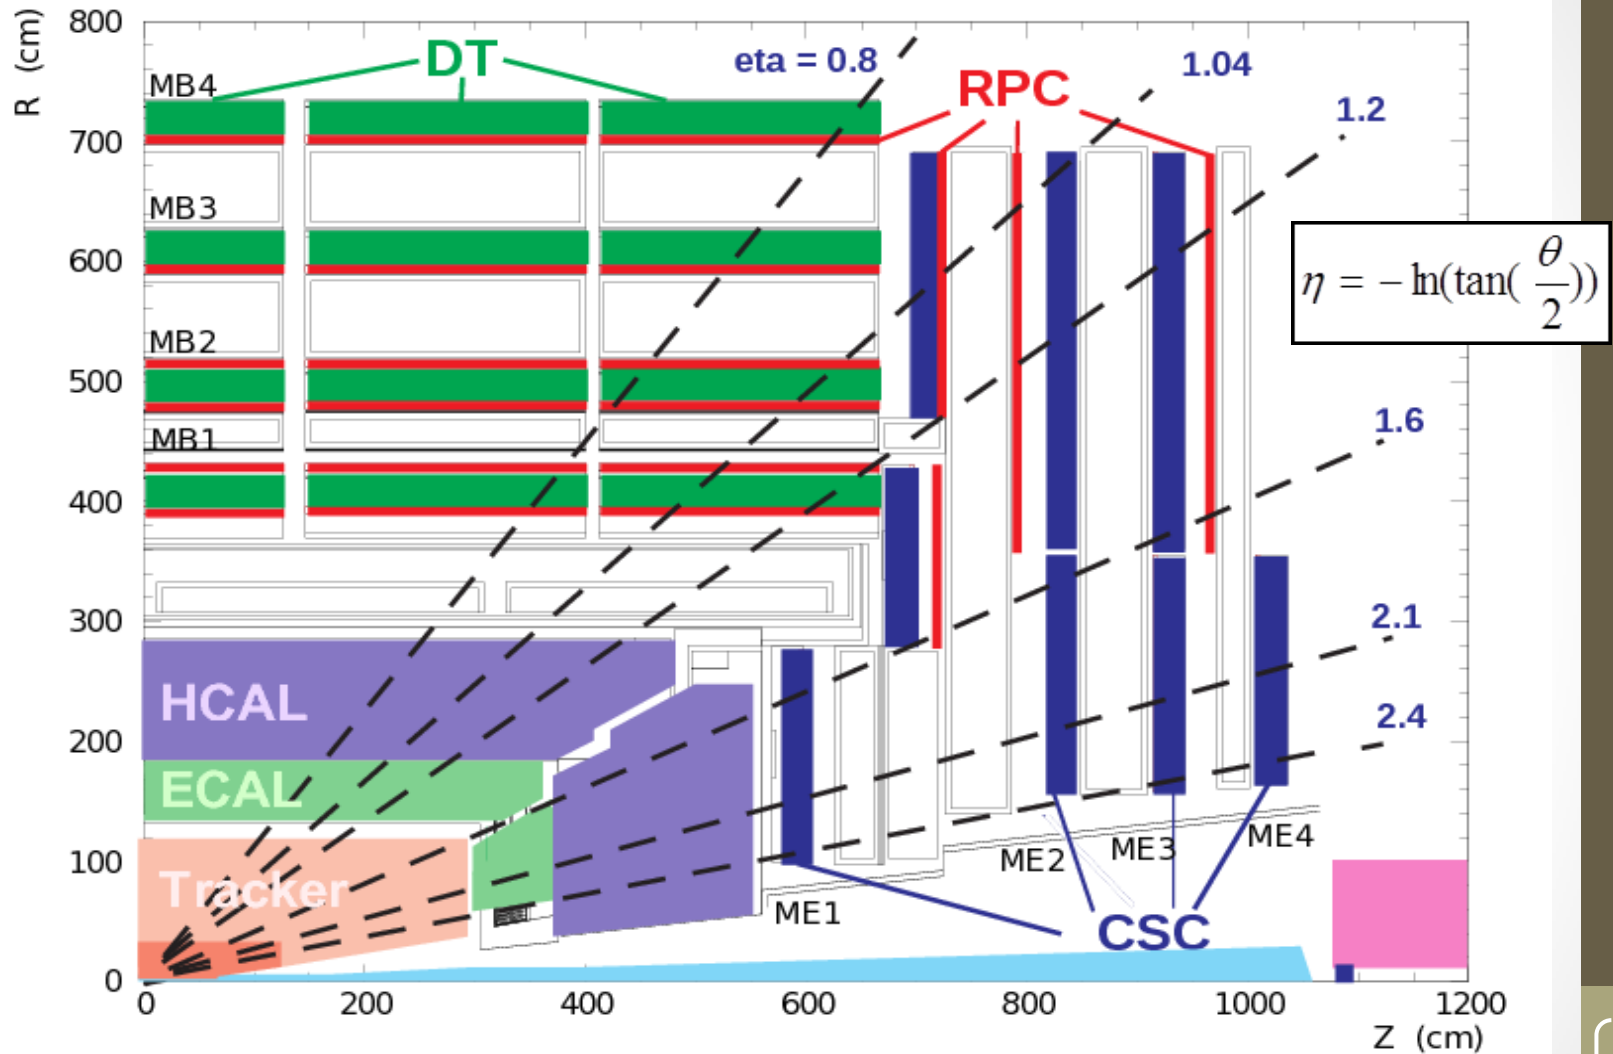 R (cm)
800
700
600
500
400
300
200
100
0
DT
eta = 0.8
1.04
RPC
1.2
MB4
MB3
MB2
MB1
η = − ln(tan( θ/2 ))
1.6
2.1
2.4
HCAL
ECAL
Tracker
ME1
ME2
ME3
ME4
CSC
0
200
400
600
800
1000
1200
Z (cm)